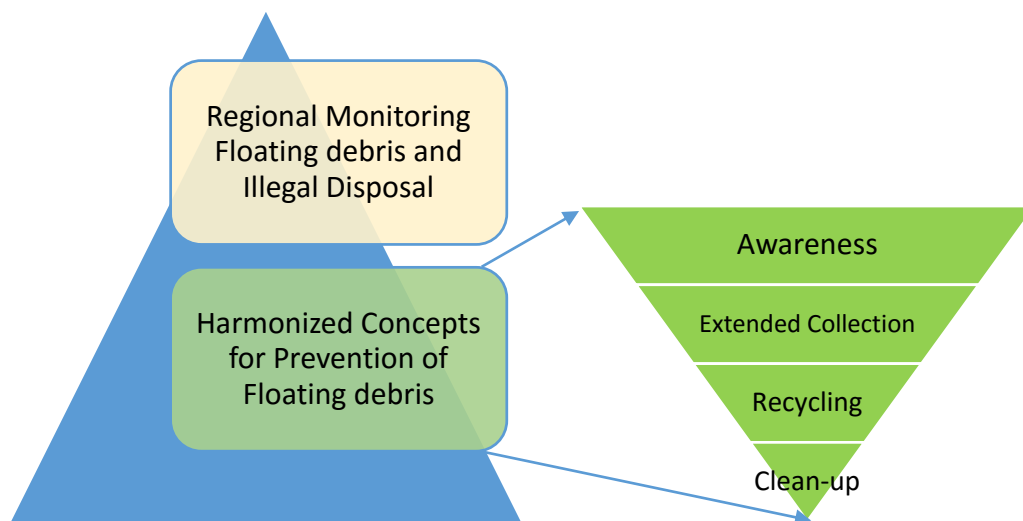 Regional Monitoring
Floating debris and
Illegal Disposal
Harmonized Concepts
for Prevention of
Floating debris
Awareness
Extended Collection
Recycling
Clean-up